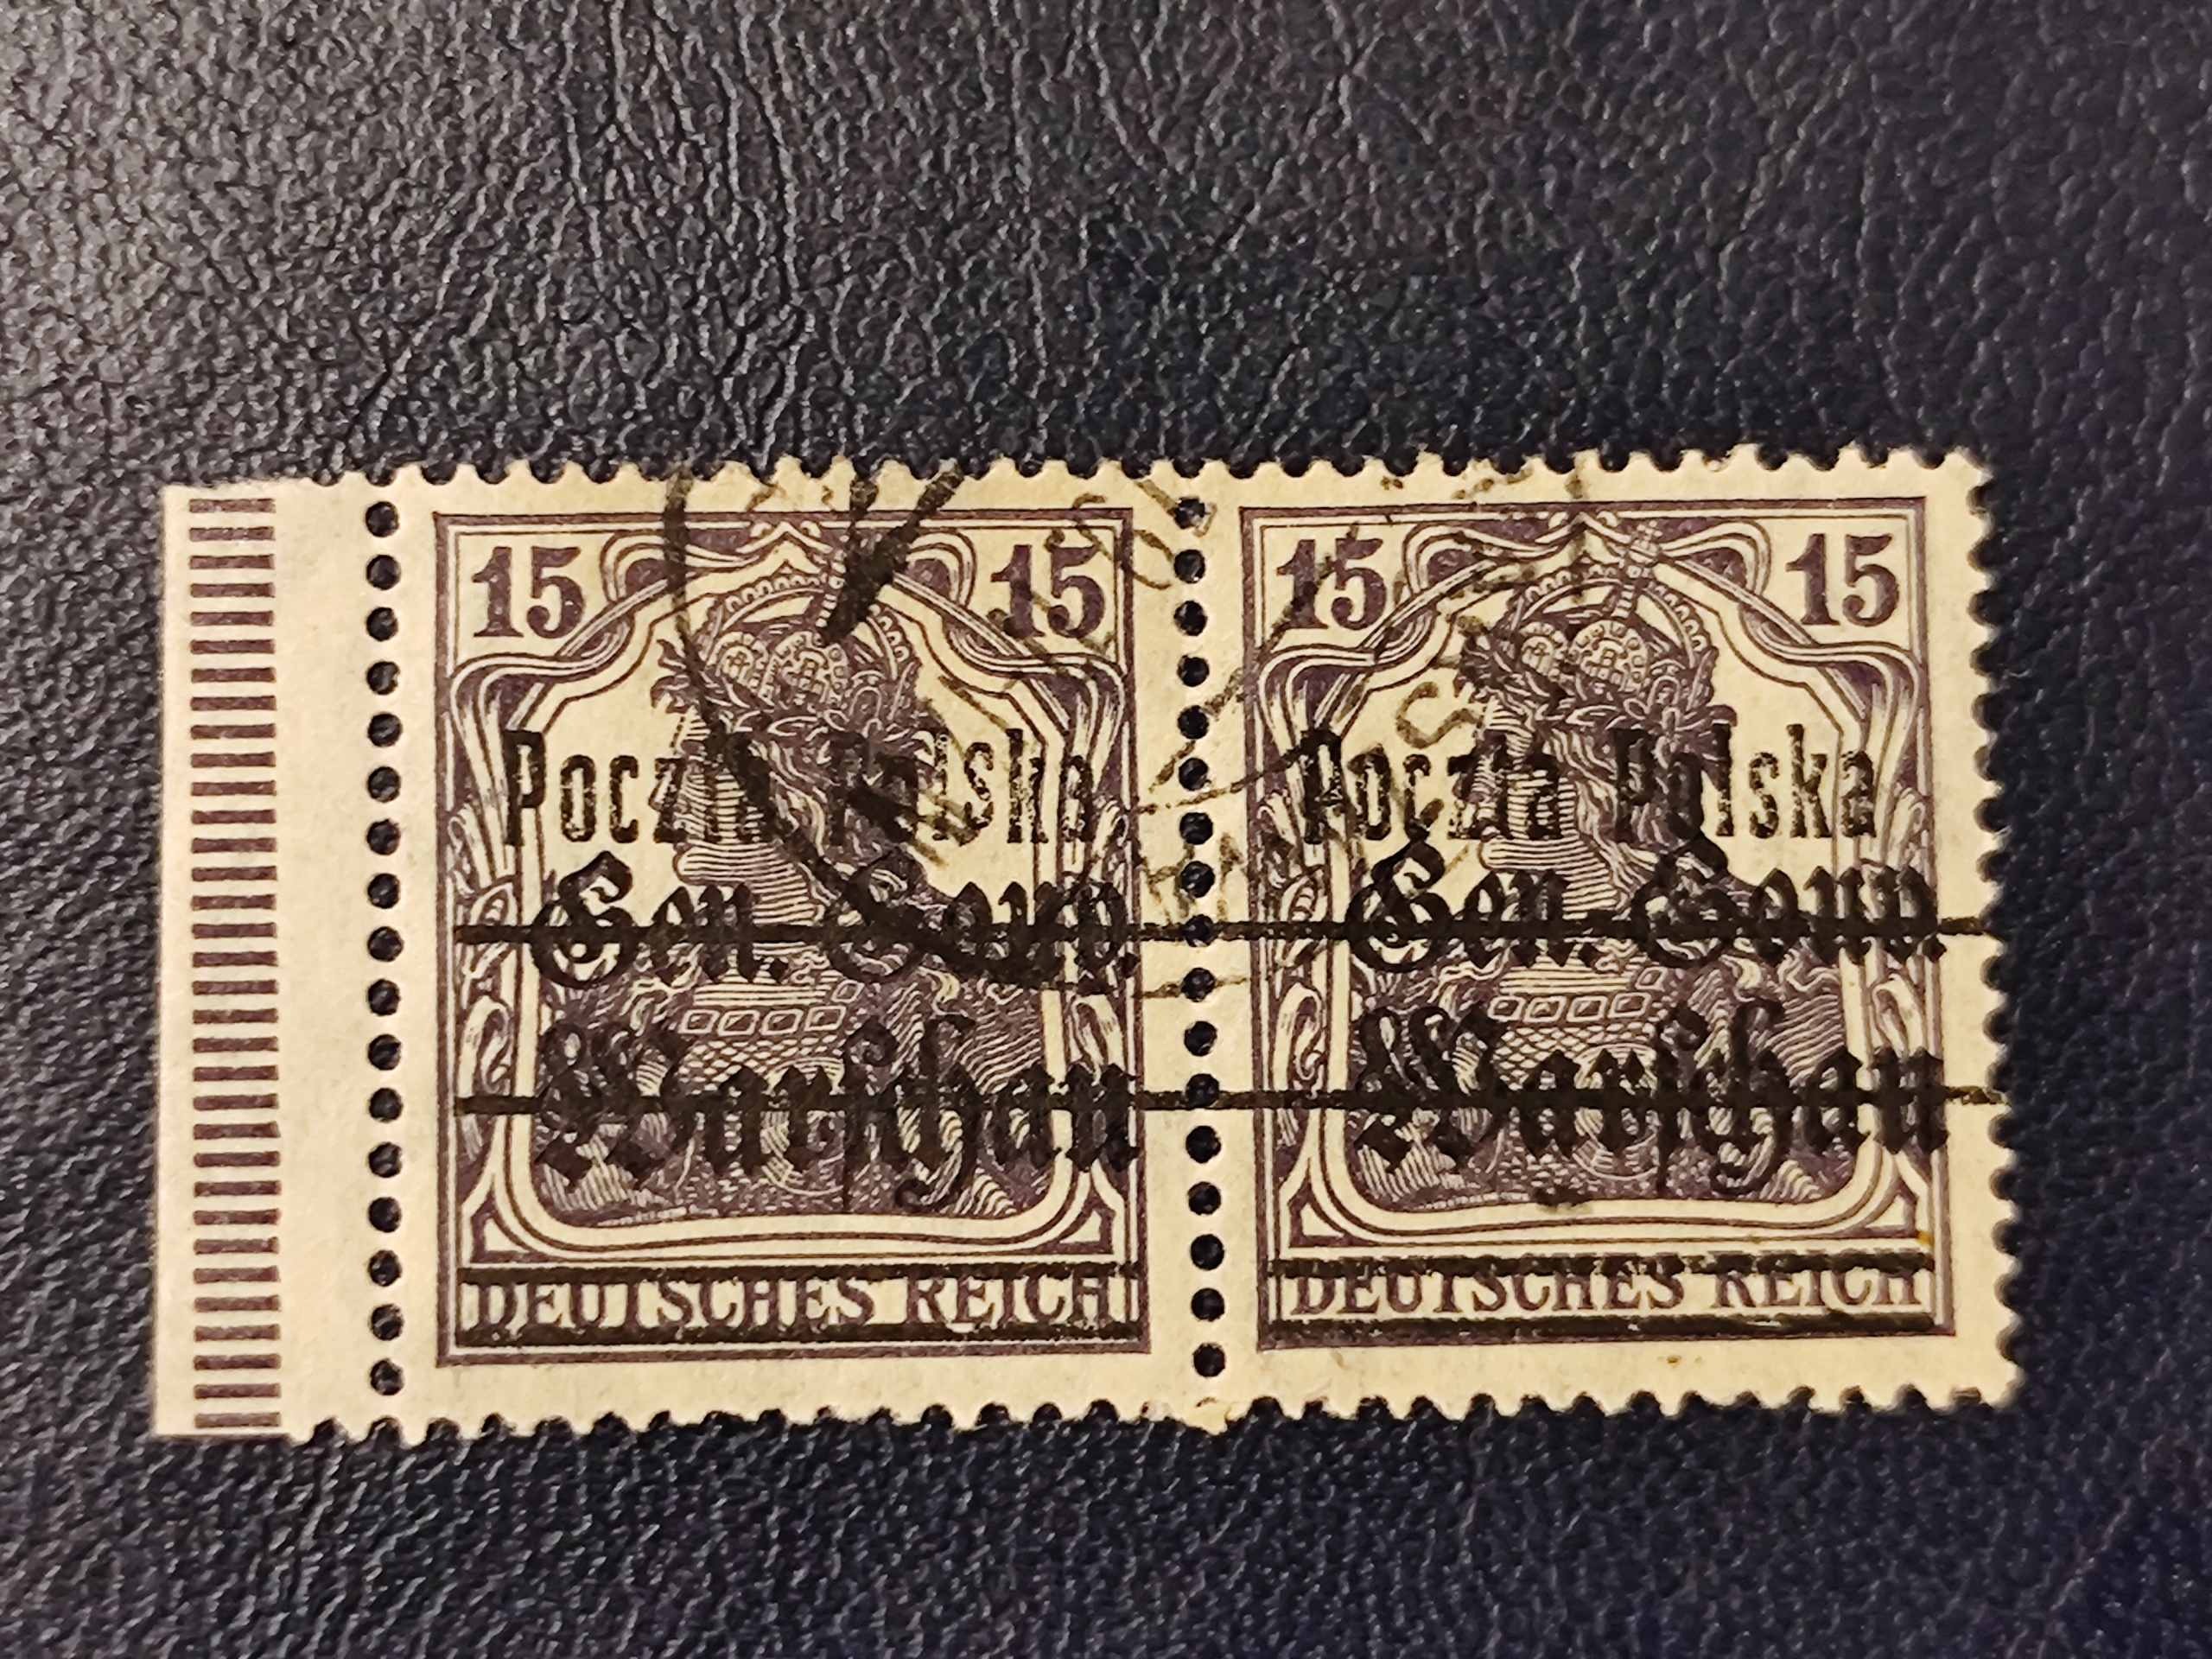 15 15 15 15
Poczta Polska Poczta Polska
Gen.-Gouv. Gen.-Gouv.
Warschau Warschau
DEUTSCHES REICH DEUTSCHES REICH